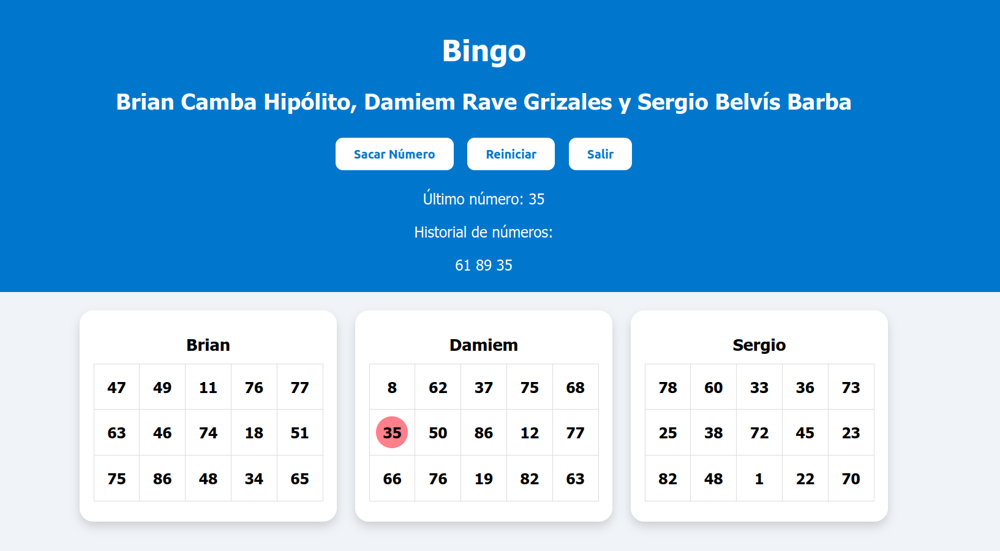 Bingo
Brian Camba Hipólito, Damiem Rave Grizales y Sergio Belvís Barba
Sacar Número Reiniciar Salir
Último número: 35
Historial de números:
61 89 35
Brian
47 49 11 76 77
63 46 74 18 51
75 86 48 34 65
Damiem
8 62 37 75 68
35 50 86 12 77
66 76 19 82 63
Sergio
78 60 33 36 73
25 38 72 45 23
82 48 1 22 70